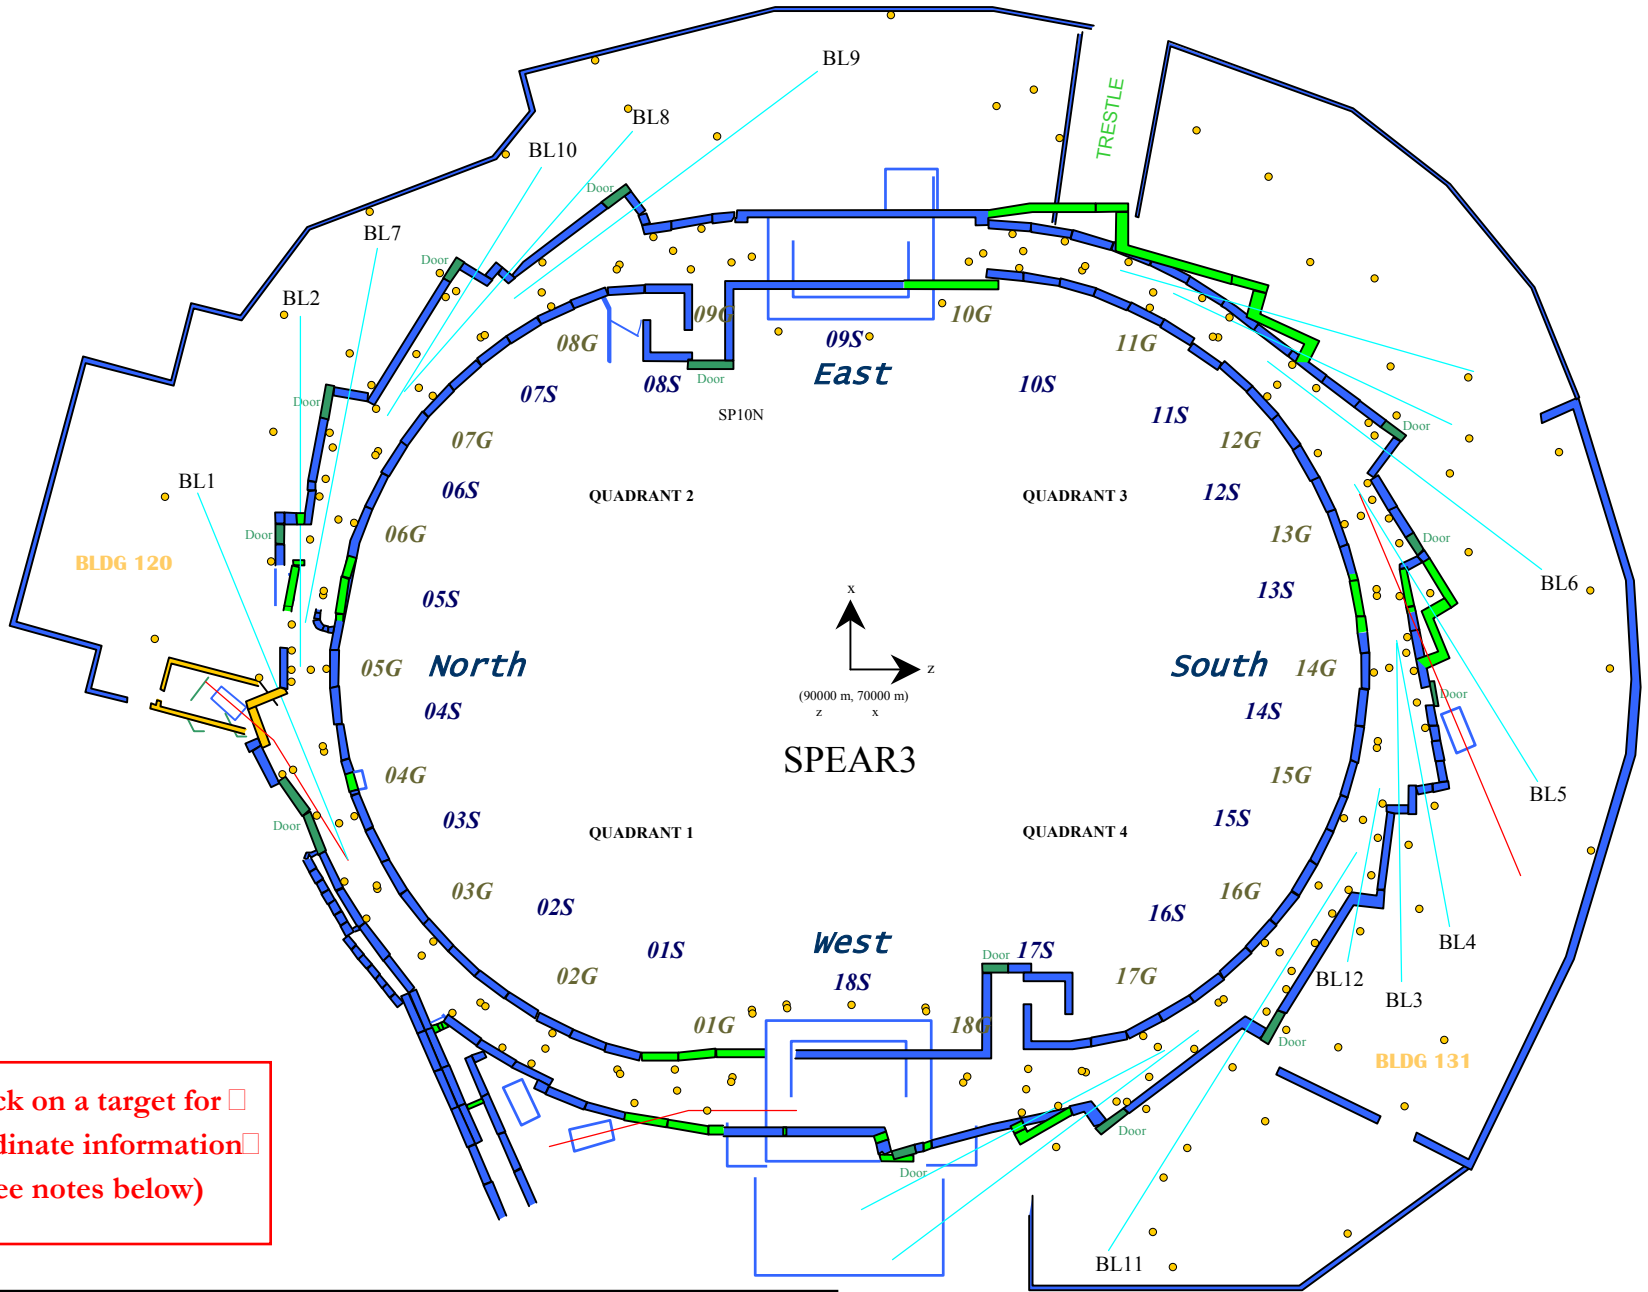 BL9
BL8
TRESTLE
BL10
Door
BL7
Door
BL2
09G
10G
08G
09S
11G
East
Door
07S
08S
Door
10S
SP10N
11S
Door
07G
12G
BL1
06S
QUADRANT 2
QUADRANT 3
12S
Door
06G
13G
Door
BLDG 120
BL6
x
05S
13S
05G
North
z
South
14G
(90000 m, 70000 m)
z x
Door
04S
14S
SPEAR3
04G
15G
BL5
Door
03S
QUADRANT 1
QUADRANT 4
15S
03G
16G
02S
16S
West
BL4
01S
Door
17S
02G
18S
17G
BL12
BL3
01G
18G
Door
BLDG 131
ck on a target for
dinate information
ee notes below)
Door
Door
BL11